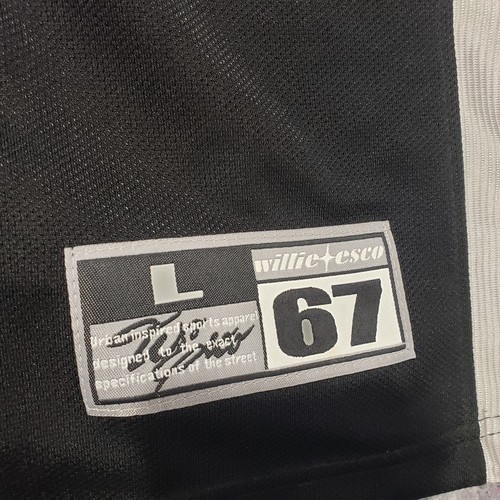 L
willie esco
67
Urban inspired sports apparel
designed to the exact
specifications of the street